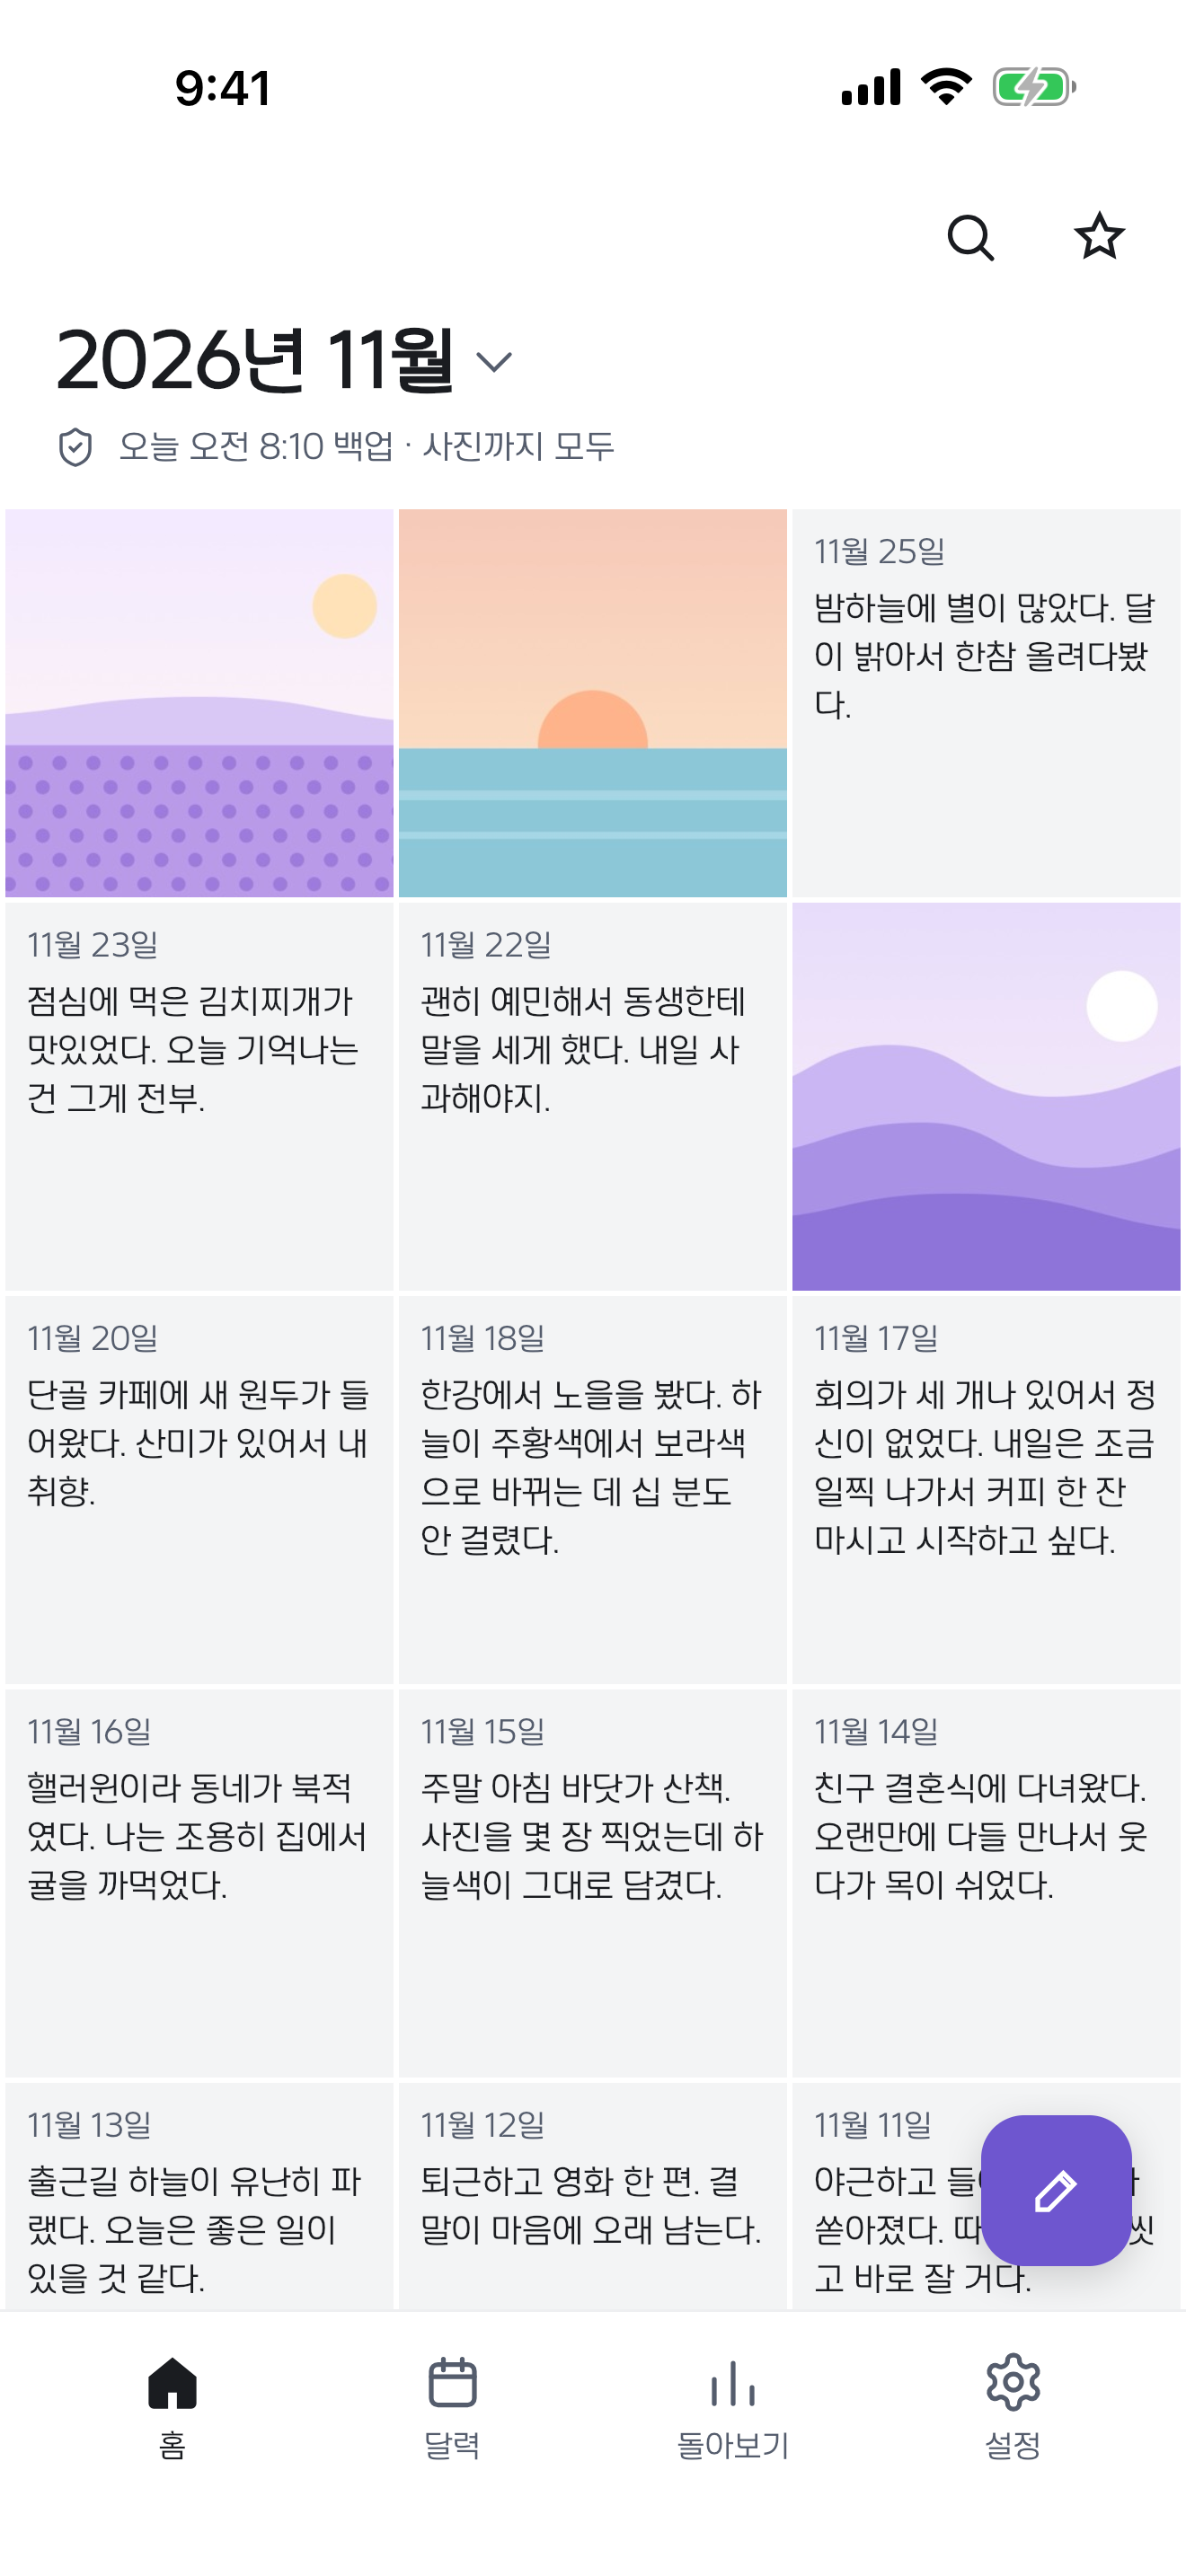 9:41
2026년 11월
오늘 오전 8:10 백업 · 사진까지 모두
11월 25일
밤하늘에 별이 많았다. 달
이 밝아서 한참 올려다봤
다.
11월 23일
점심에 먹은 김치찌개가
맛있었다. 오늘 기억나는
건 그게 전부.
11월 22일
괜히 예민해서 동생한테
말을 세게 했다. 내일 사
과해야지.
11월 20일
단골 카페에 새 원두가 들
어왔다. 산미가 있어서 내
취향.
11월 18일
한강에서 노을을 봤다. 하
늘이 주황색에서 보라색
으로 바뀌는 데 십 분도
안 걸렸다.
11월 17일
회의가 세 개나 있어서 정
신이 없었다. 내일은 조금
일찍 나가서 커피 한 잔
마시고 시작하고 싶다.
11월 16일
핼러윈이라 동네가 북적
였다. 나는 조용히 집에서
귤을 까먹었다.
11월 15일
주말 아침 바닷가 산책.
사진을 몇 장 찍었는데 하
늘색이 그대로 담겼다.
11월 14일
친구 결혼식에 다녀왔다.
오랜만에 다들 만나서 웃
다가 목이 쉬었다.
11월 13일
출근길 하늘이 유난히 파
랬다. 오늘은 좋은 일이
있을 것 같다.
11월 12일
퇴근하고 영화 한 편. 결
말이 마음에 오래 남는다.
11월 11일
야근하고
쏟아졌다.
고 바로 잘 거다.
홈
달력
돌아보기
설정